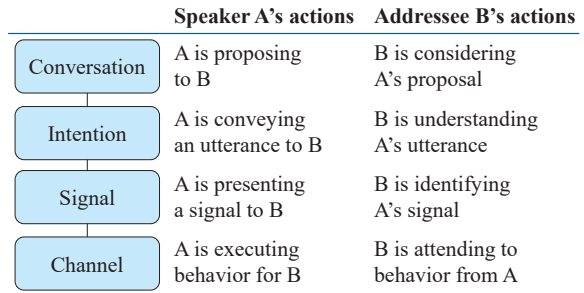 Speaker A's actions Addressee B's actions
Conversation
A is proposing
to B
B is considering
A's proposal
Intention
A is conveying
an utterance to B
B is understanding
A's utterance
Signal
A is presenting
a signal to B
B is identifying
A's signal
Channel
A is executing
behavior for B
B is attending to
behavior from A